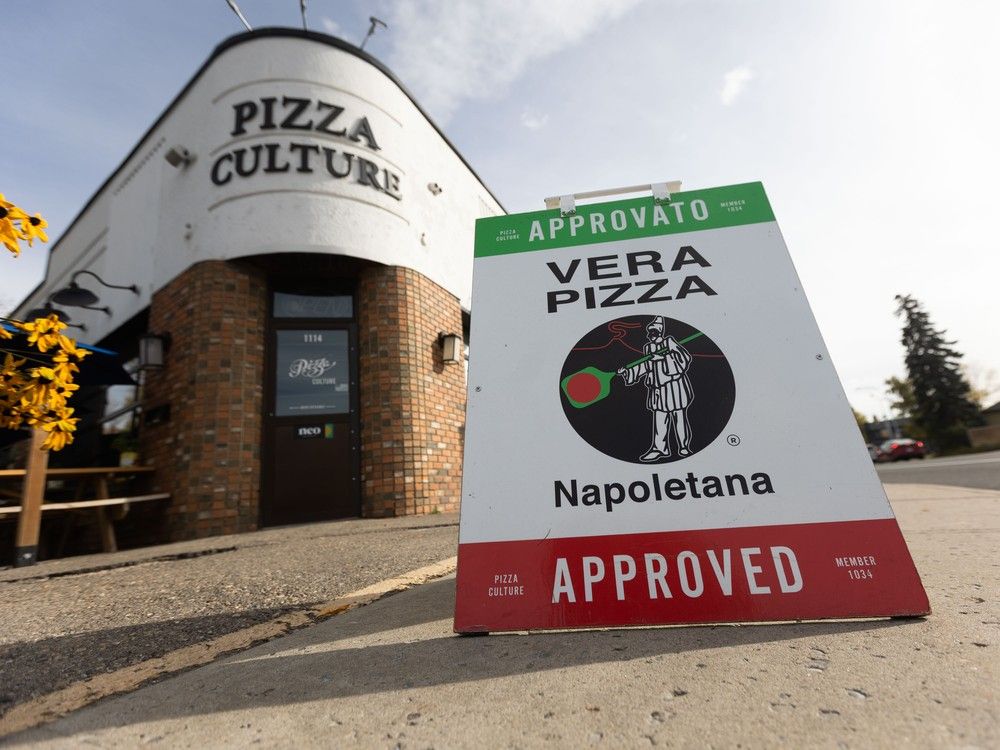 PIZZA
CULTURE
1114
Pizza
CULTURE
neo
PIZZA
CULTURE
APPROVATO
MEMBER
1034
VERA
PIZZA
®
Napoletana
PIZZA
CULTURE
APPROVED
MEMBER
1034